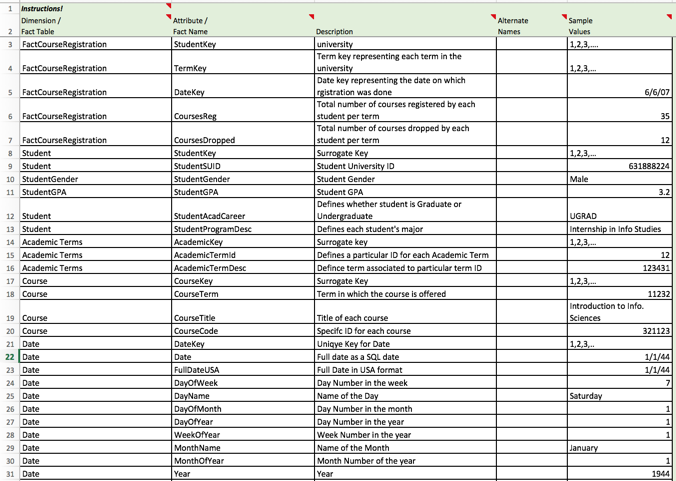 1 Instructions!
Dimension / Attribute / Alternate Sample
2 Fact Table Fact Name Description Names Values
3 FactCourseRegistration StudentKey university 1,2,3,....
Term key representing each term in the
4 FactCourseRegistration TermKey university 1,2,3,...
Date key representing the date on which
5 FactCourseRegistration DateKey rgistration was done 6/6/07
Total number of courses registered by each
6 FactCourseRegistration CoursesReg student per term 35
Total number of courses dropped by each
7 FactCourseRegistration CoursesDropped student per term 12
8 Student StudentKey Surrogate Key 1,2,3,...
9 Student StudentSUID Student University ID 631888224
10 StudentGender StudentGender Student Gender Male
11 StudentGPA StudentGPA Student GPA 3.2
Defines whether student is Graduate or
12 Student StudentAcadCareer Undergraduate UGRAD
13 Student StudentProgramDesc Defines each student's major Internship in Info Studies
14 Academic Terms AcademicKey Surrogate key 1,2,3,...
15 Academic Terms AcademicTermId Defines a particular ID for each Academic Term 12
16 Academic Terms AcademicTermDesc Defince term associated to particular term ID 123431
17 Course CourseKey Surrogate Key 1,2,3,...
18 Course CourseTerm Term in which the course is offered 11232
Introduction to Info.
19 Course CourseTitle Title of each course Sciences
20 Course CourseCode Specifc ID for each course 321123
21 Date DateKey Uniqye Key for Date 1,2,3,..
22 Date Date Full date as a SQL date 1/1/44
23 Date FullDateUSA Full Date in USA format 1/1/44
24 Date DayOfWeek Day Number in the week 7
25 Date DayName Name of the Day Saturday
26 Date DayOfMonth Day Number in the month 1
27 Date DayOfYear Day Number in the year 1
28 Date WeekOfYear Week Number in the year 1
29 Date MonthName Name of the Month January
30 Date MonthOfYear Month Number of the year 1
31 Date Year Year 1944